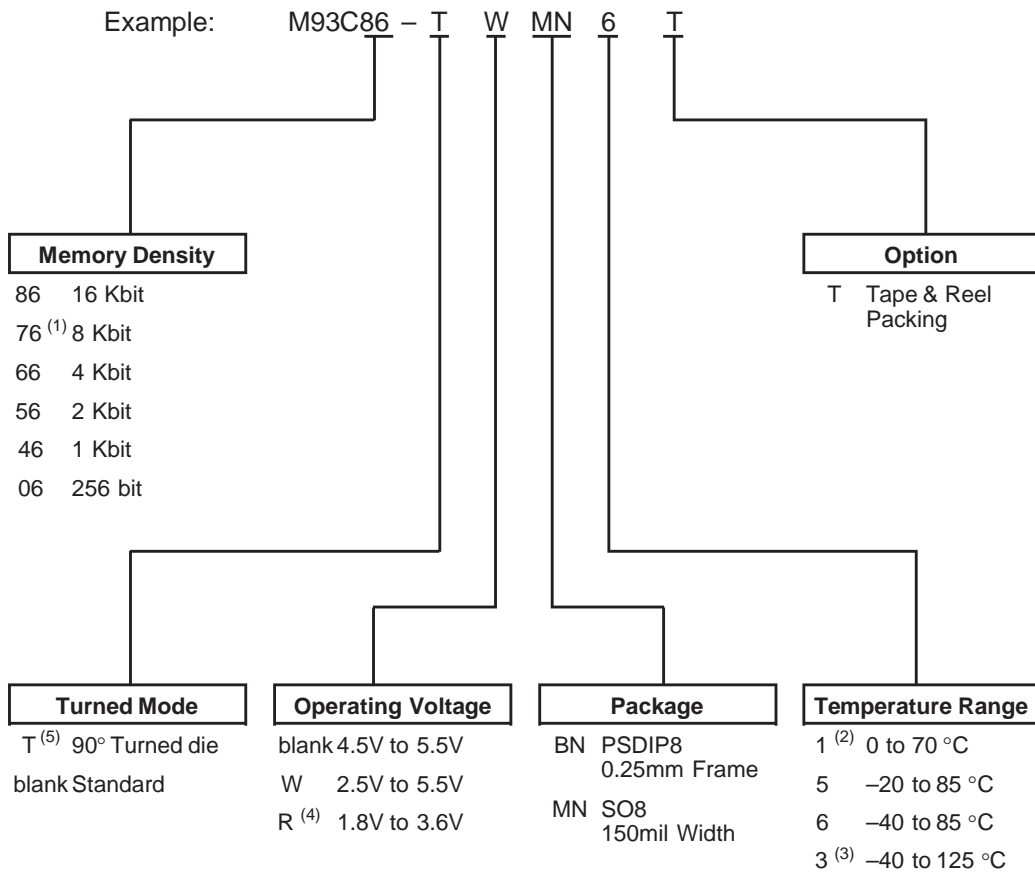 Example: M93C86 – T W MN 6 T
Memory Density
86 16 Kbit
76 (1) 8 Kbit
66 4 Kbit
56 2 Kbit
46 1 Kbit
06 256 bit
Option
T Tape & Reel
Packing
Turned Mode
T (5) 90° Turned die
blank Standard
Operating Voltage
blank 4.5V to 5.5V
W 2.5V to 5.5V
R (4) 1.8V to 3.6V
Package
BN PSDIP8
0.25mm Frame
MN SO8
150mil Width
Temperature Range
1 (2) 0 to 70 °C
5 –20 to 85 °C
6 –40 to 85 °C
3 (3) –40 to 125 °C